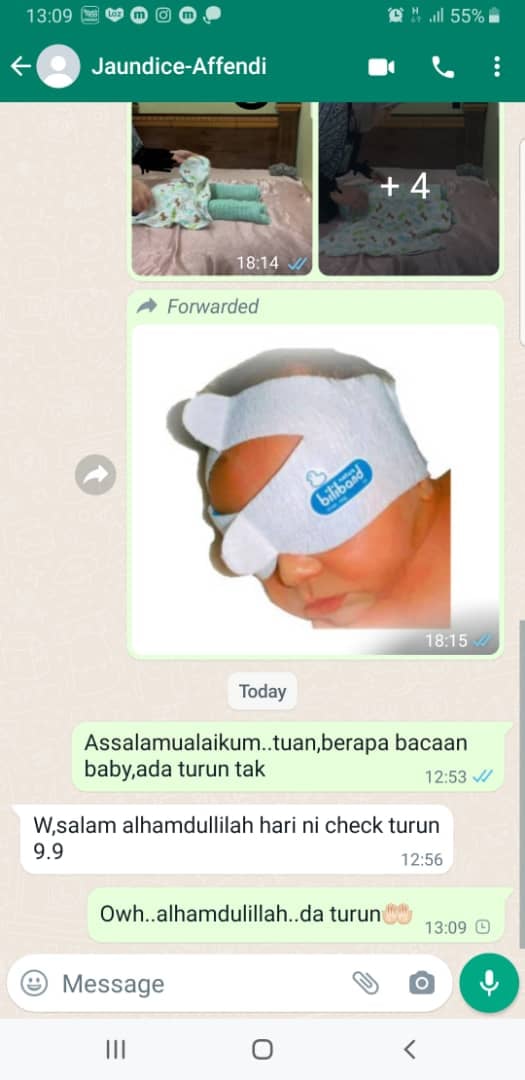 13:09
55%
Jaundice-Affendi
18:14
+ 4
Forwarded
biliband
18:15
Today
Assalamualaikum..tuan,berapa bacaan
baby,ada turun tak
12:53
W,salam alhamdullilah hari ni check turun
9.9
12:56
Owh..alhamdulillah..da turun🤲🏻
13:09
Message